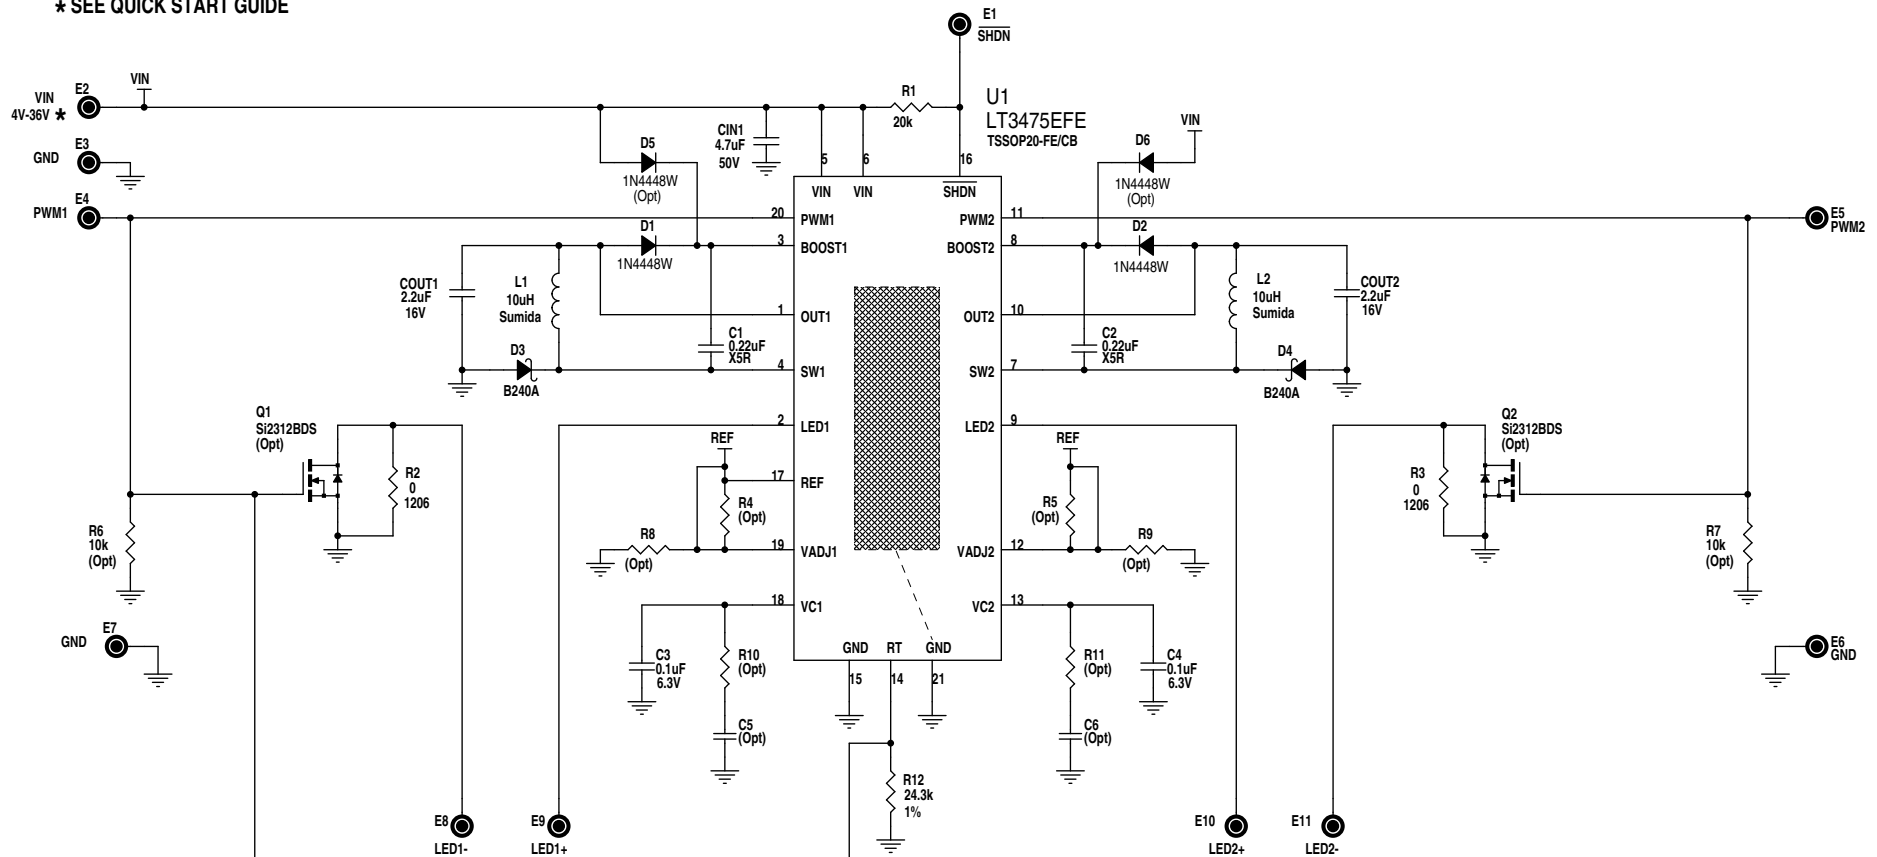 * SEE QUICK START GUIDE
E1
SHDN
VIN
4V-36V *
E2
VIN
E3
GND
E4
PWM1
R1
20k
U1
LT3475EFE
TSSOP20-FE/CB
CIN1
4.7uF
50V
D5
1N4448W
(Opt)
D6
1N4448W
(Opt)
VIN
5
6
16
VIN
VIN
SHDN
20
PWM1
PWM2
11
E5
PWM2
D1
1N4448W
3
BOOST1
BOOST2
8
D2
1N4448W
COUT1
2.2uF
16V
L1
10uH
Sumida
L2
10uH
Sumida
COUT2
2.2uF
16V
1
OUT1
OUT2
10
C1
0.22uF
X5R
C2
0.22uF
X5R
D3
B240A
4
SW1
SW2
7
D4
B240A
Q1
Si2312BDS
(Opt)
2
LED1
LED2
9
Q2
Si2312BDS
(Opt)
REF
REF
R2
0
1206
17
REF
R3
0
1206
R4
(Opt)
R5
(Opt)
R6
10k
(Opt)
R8
(Opt)
19
VADJ1
VADJ2
12
R9
(Opt)
R7
10k
(Opt)
18
VC1
VC2
13
E7
GND
GND
RT
GND
E6
GND
C3
0.1uF
6.3V
R10
(Opt)
15
14
21
R11
(Opt)
C4
0.1uF
6.3V
C5
(Opt)
C6
(Opt)
R12
24.3k
1%
E8
LED1-
E9
LED1+
E10
LED2+
E11
LED2-